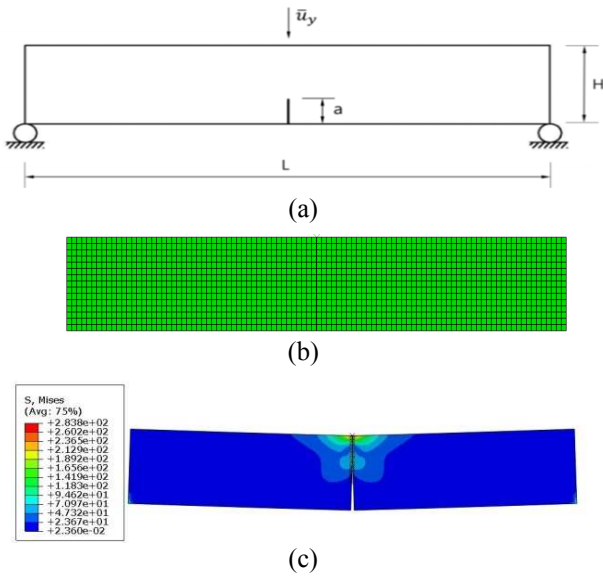 ū_y
H
a
L
(a)
(b)
S, Mises
(Avg: 75%)
+2.838e+02
+2.602e+02
+2.365e+02
+2.129e+02
+1.892e+02
+1.656e+02
+1.419e+02
+1.183e+02
+9.462e+01
+7.097e+01
+4.732e+01
+2.367e+01
+2.360e-02
(c)